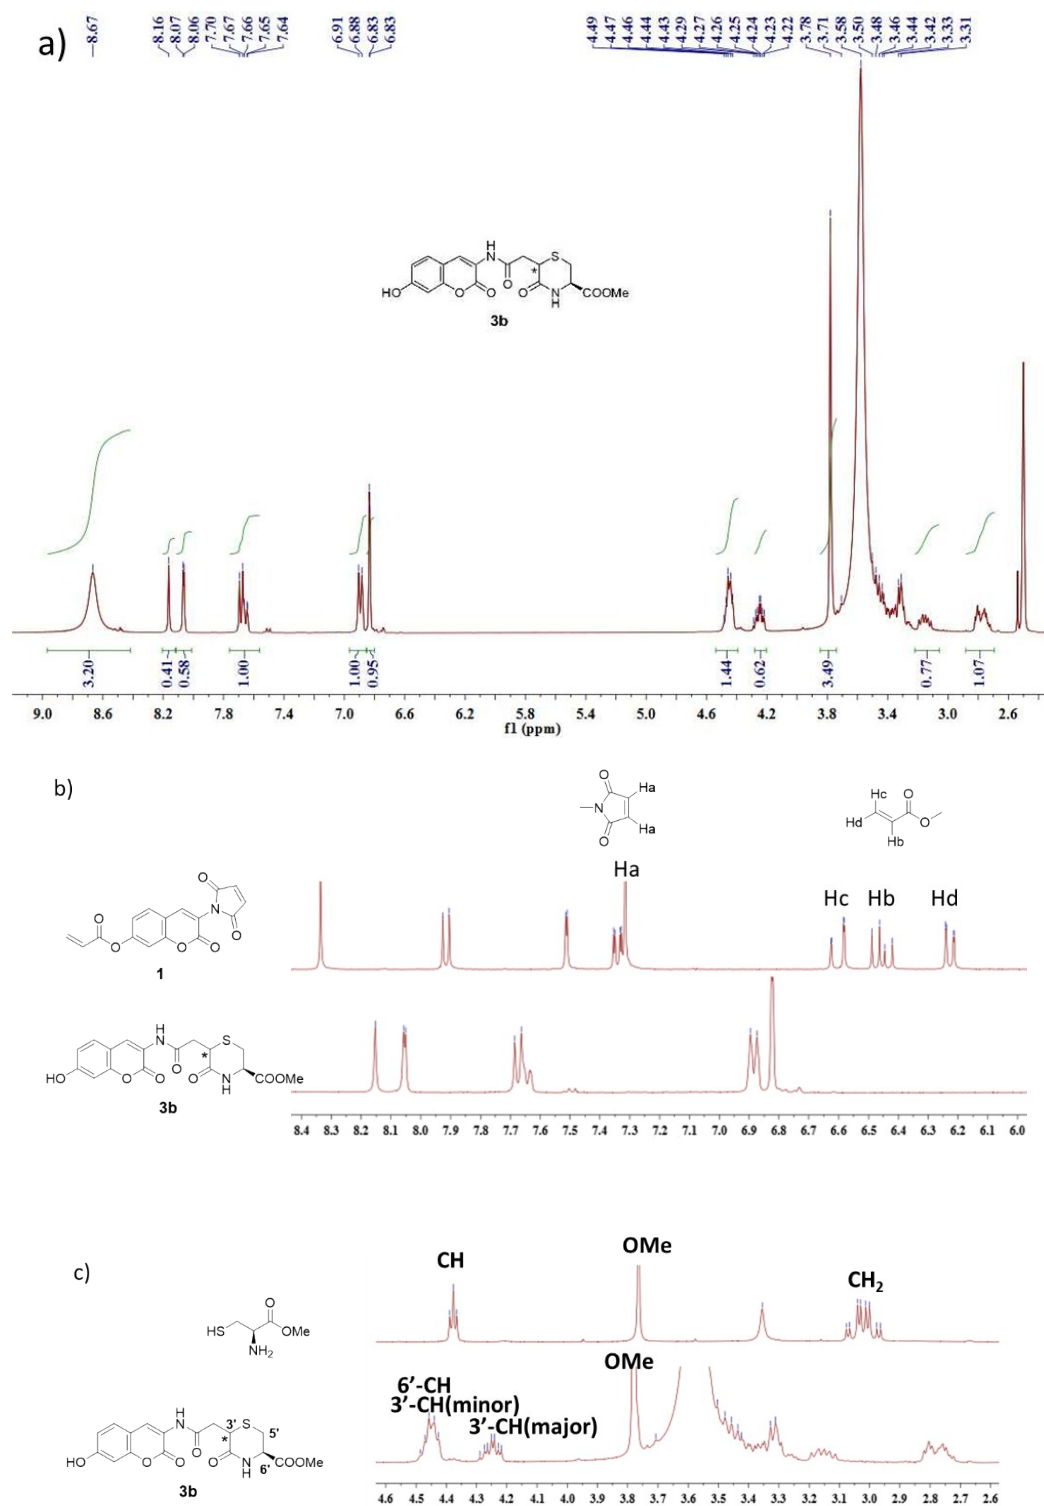 a)
8.67
8.16
8.07
8.06
7.70
7.67
7.66
7.65
7.64
6.91
6.88
6.83
6.83
4.49
4.47
4.46
4.44
4.43
4.29
4.27
4.26
4.25
4.24
4.23
4.22
3.78
3.71
3.58
3.50
3.48
3.46
3.44
3.42
3.33
3.31
HO O O H N O * S O N H COOMe
3b
3.20 0.41 0.58 1.00 1.00 0.95 1.44 0.62 3.49 0.77 1.07
9.0 8.6 8.2 7.8 7.4 7.0 6.6 6.2 5.8 5.4 5.0 4.6 4.2 3.8 3.4 3.0 2.6
f1 (ppm)
b)
O N O Ha Ha
Hc Hd Hb O O
Ha
Hc Hb Hd
O O O O N O O
1
HO O O H N O * S O N H COOMe
3b
8.4 8.3 8.2 8.1 8.0 7.9 7.8 7.7 7.6 7.5 7.4 7.3 7.2 7.1 7.0 6.9 6.8 6.7 6.6 6.5 6.4 6.3 6.2 6.1 6.0
c)
CH OMe CH2
HS O OMe NH2
OMe
6'-CH
3'-CH(minor)
3'-CH(major)
HO O O H N O 3' * S 5' O N H 6' COOMe
3b
4.6 4.5 4.4 4.3 4.2 4.1 4.0 3.9 3.8 3.7 3.6 3.5 3.4 3.3 3.2 3.1 3.0 2.9 2.8 2.7 2.6